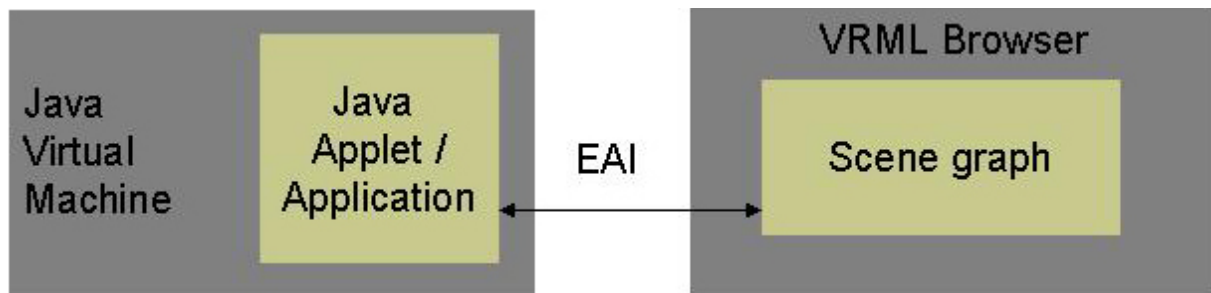 Java
Virtual
Machine
Java
Applet /
Application
EAI
VRML Browser
Scene graph